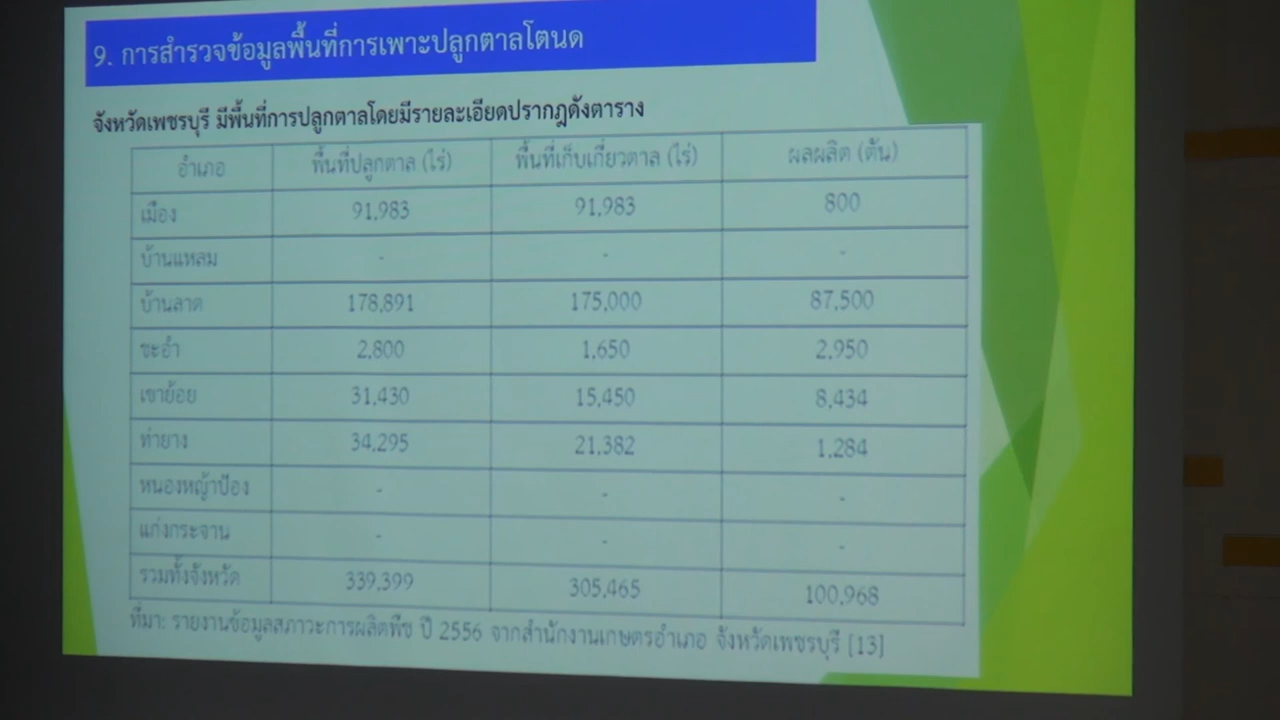 9. การสำรวจข้อมูลพื้นที่การเพาะปลูกตาลโตนด
จังหวัดเพชรบุรี มีพื้นที่การปลูกตาลโดยมีรายละเอียดปรากฎดังตาราง
อำเภอ พื้นที่ปลูกตาล (ไร่) พื้นที่เก็บเกี่ยวตาล (ไร่) ผลผลิต (ตัน)
เมือง 91,983 91,983 800
บ้านแหลม - - -
บ้านลาด 178,891 175,000 87,500
ชะอำ 2,800 1,650 2,950
เขาย้อย 31,430 15,450 8,434
ท่ายาง 34,295 21,382 1,284
หนองหญ้าปล้อง - - -
แก่งกระจาน - - -
รวมทั้งจังหวัด 339,399 305,465 100,968
ที่มา: รายงานข้อมูลสภาวะการผลิตพืช ปี 2556 จากสำนักงานเกษตรอำเภอ จังหวัดเพชรบุรี [13]